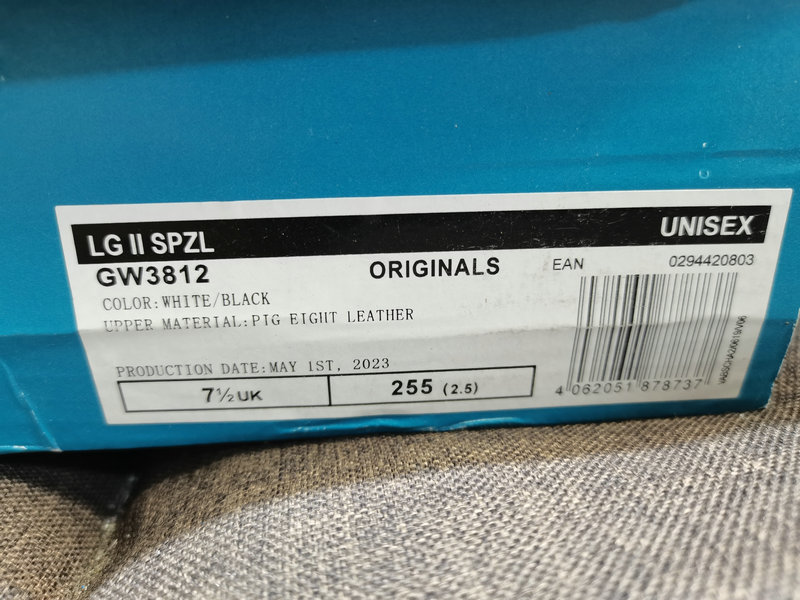 LG II SPZL UNISEX
GW3812 ORIGINALS EAN 0294420803
COLOR:WHITE/BLACK
UPPER MATERIAL:PIG EIGHT LEATHER
PRODUCTION DATE:MAY 1ST, 2023
7½UK 255 (2.5)
4 062051 878737